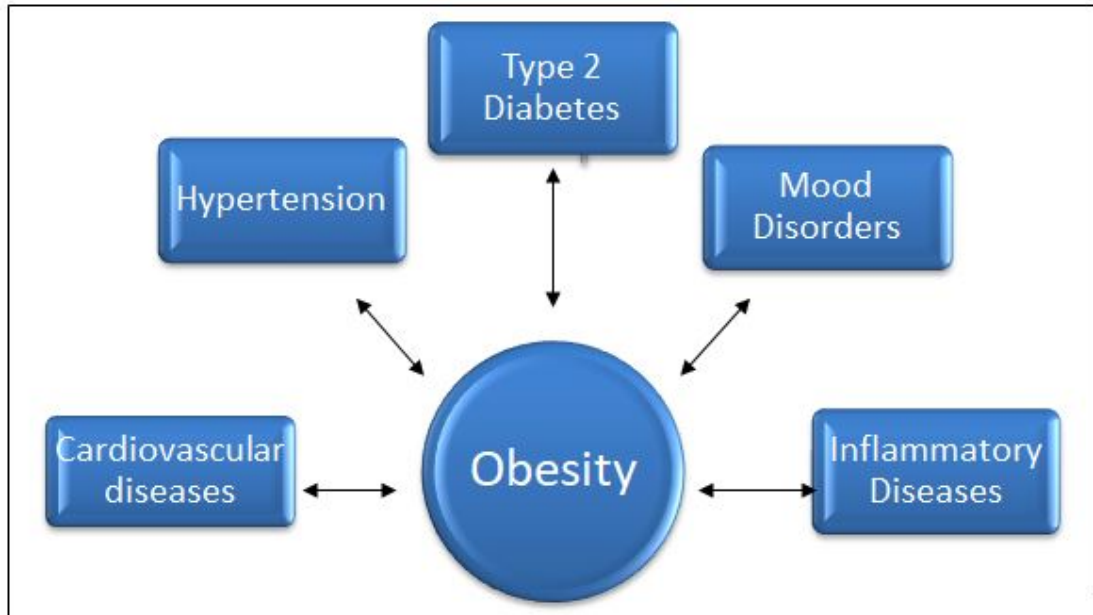 Type 2
Diabetes
Hypertension
Mood
Disorders
Cardiovascular
diseases
Obesity
Inflammatory
Diseases